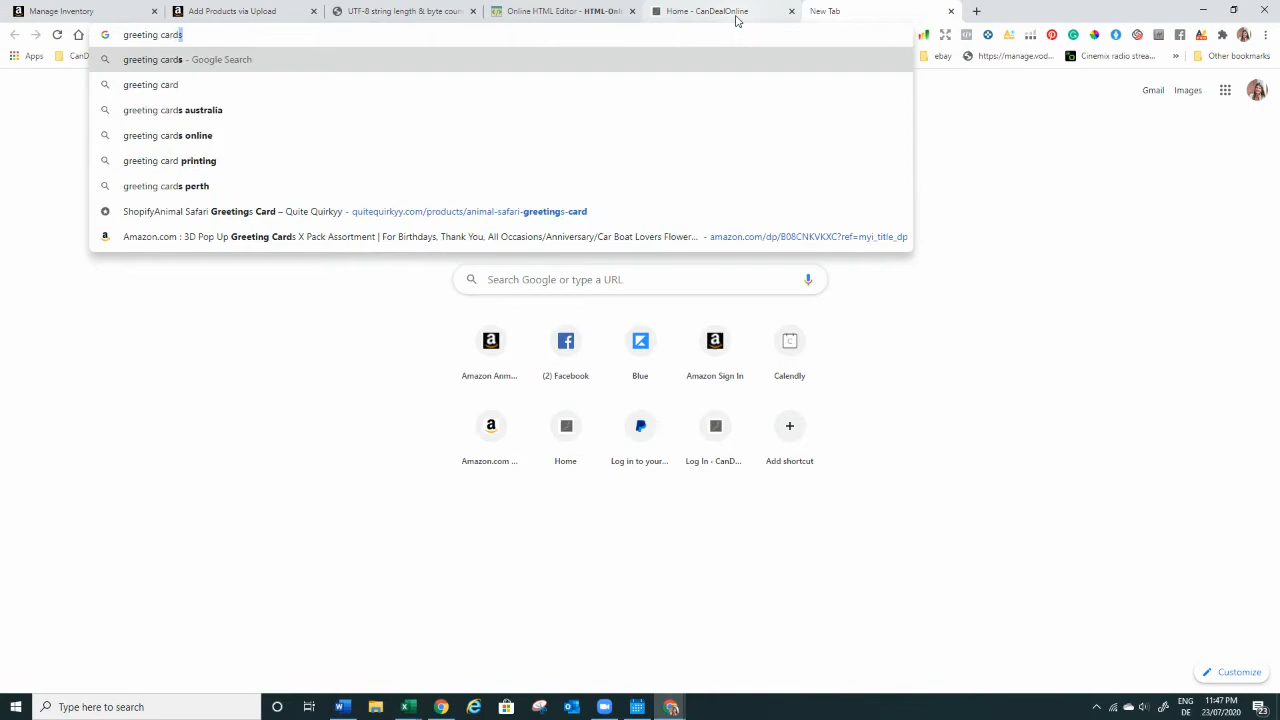 Manage Inventory
Add Products via Upload
UTF-8 string length & byte coun
Online HTML Editor - HTML-Onli
Home - CanDealOnline
New Tab
greeting cards
Apps
CanD
ebay
https://manage.vod...
Cinemix radio strea...
»
Other bookmarks
greeting cards - Google Search
greeting card
greeting cards australia
greeting cards online
greeting card printing
greeting cards perth
ShopifyAnimal Safari Greetings Card – Quite Quirkyy - quitequirkyy.com/products/animal-safari-greetings-card
Amazon.com : 3D Pop Up Greeting Cards X Pack Assortment | For Birthdays, Thank You, All Occasions/Anniversary/Car Boat Lovers Flower... - amazon.com/dp/B08CNKVKXC?ref=myi_title_dp
Gmail Images
Search Google or type a URL
Amazon Anm...
(2) Facebook
Blue
Amazon Sign In
Calendly
Amazon.com ...
Home
Log in to your...
Log In ‹ CanD...
Add shortcut
Customize
Type here to search
ENG
DE
11:47 PM
23/07/2020